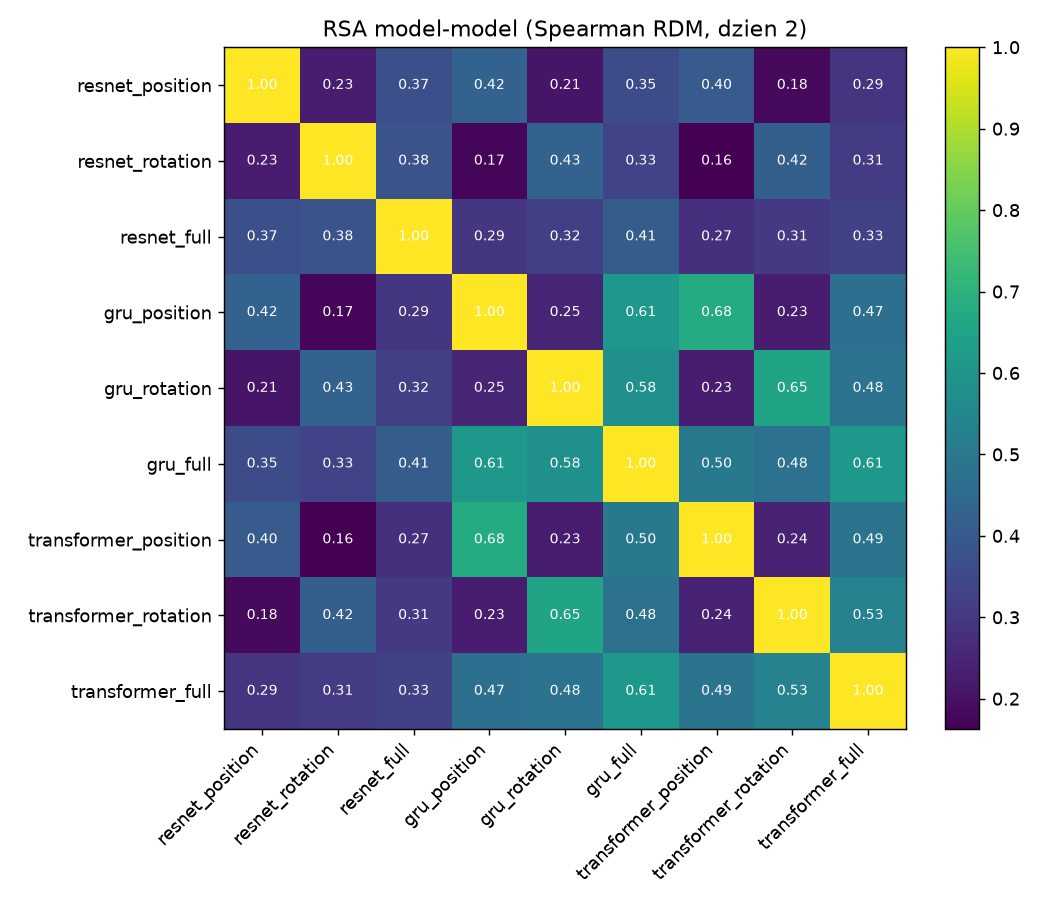 RSA model-model (Spearman RDM, dzien 2)
resnet_position 1.00 0.23 0.37 0.42 0.21 0.35 0.40 0.18 0.29
resnet_rotation 0.23 1.00 0.38 0.17 0.43 0.33 0.16 0.42 0.31
resnet_full 0.37 0.38 1.00 0.29 0.32 0.41 0.27 0.31 0.33
gru_position 0.42 0.17 0.29 1.00 0.25 0.61 0.68 0.23 0.47
gru_rotation 0.21 0.43 0.32 0.25 1.00 0.58 0.23 0.65 0.48
gru_full 0.35 0.33 0.41 0.61 0.58 1.00 0.50 0.48 0.61
transformer_position 0.40 0.16 0.27 0.68 0.23 0.50 1.00 0.24 0.49
transformer_rotation 0.18 0.42 0.31 0.23 0.65 0.48 0.24 1.00 0.53
transformer_full 0.29 0.31 0.33 0.47 0.48 0.61 0.49 0.53 1.00
resnet_position
resnet_rotation
resnet_full
gru_position
gru_rotation
gru_full
transformer_position
transformer_rotation
transformer_full
1.0
0.9
0.8
0.7
0.6
0.5
0.4
0.3
0.2